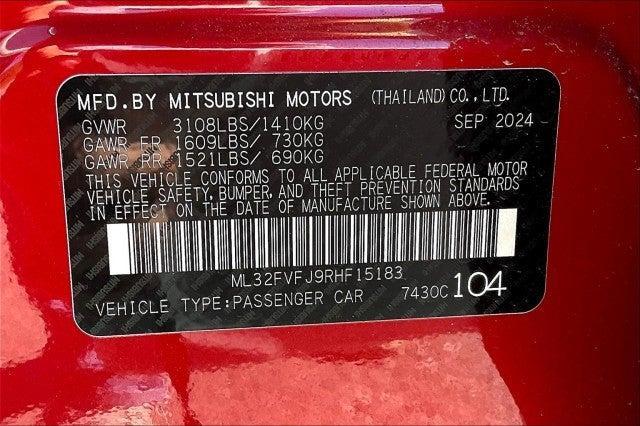 MFD.BY MITSUBISHI MOTORS (THAILAND)CO.,LTD.
GVWR 3108LBS/1410KG SEP 2024
GAWR FR 1609LBS/ 730KG
GAWR RR 1521LBS/ 690KG
THIS VEHICLE CONFORMS TO ALL APPLICABLE FEDERAL MOTOR
VEHICLE SAFETY, BUMPER, AND THEFT PREVENTION STANDARDS
IN EFFECT ON THE DATE OF MANUFACTURE SHOWN ABOVE.
ML32FVFJ9RHF15183
VEHICLE TYPE:PASSENGER CAR 7430C 104